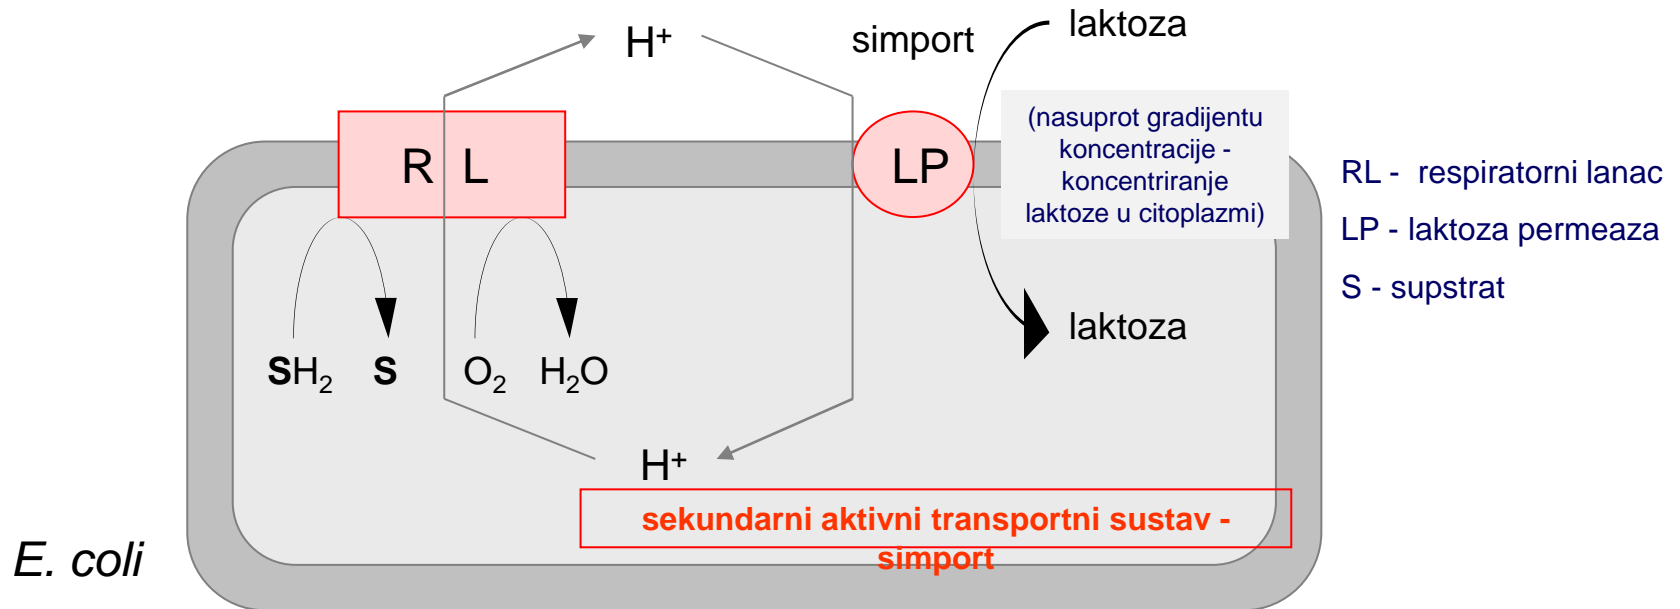 H⁺
simport
laktoza
(nasuprot gradijentu
koncentracije -
koncentriranje
laktoze u citoplazmi)
R L
LP
RL - respiratorni lanac
LP - laktoza permeaza
S - supstrat
laktoza
SH₂ S O₂ H₂O
H⁺
sekundarni aktivni transportni sustav -
simport
E. coli